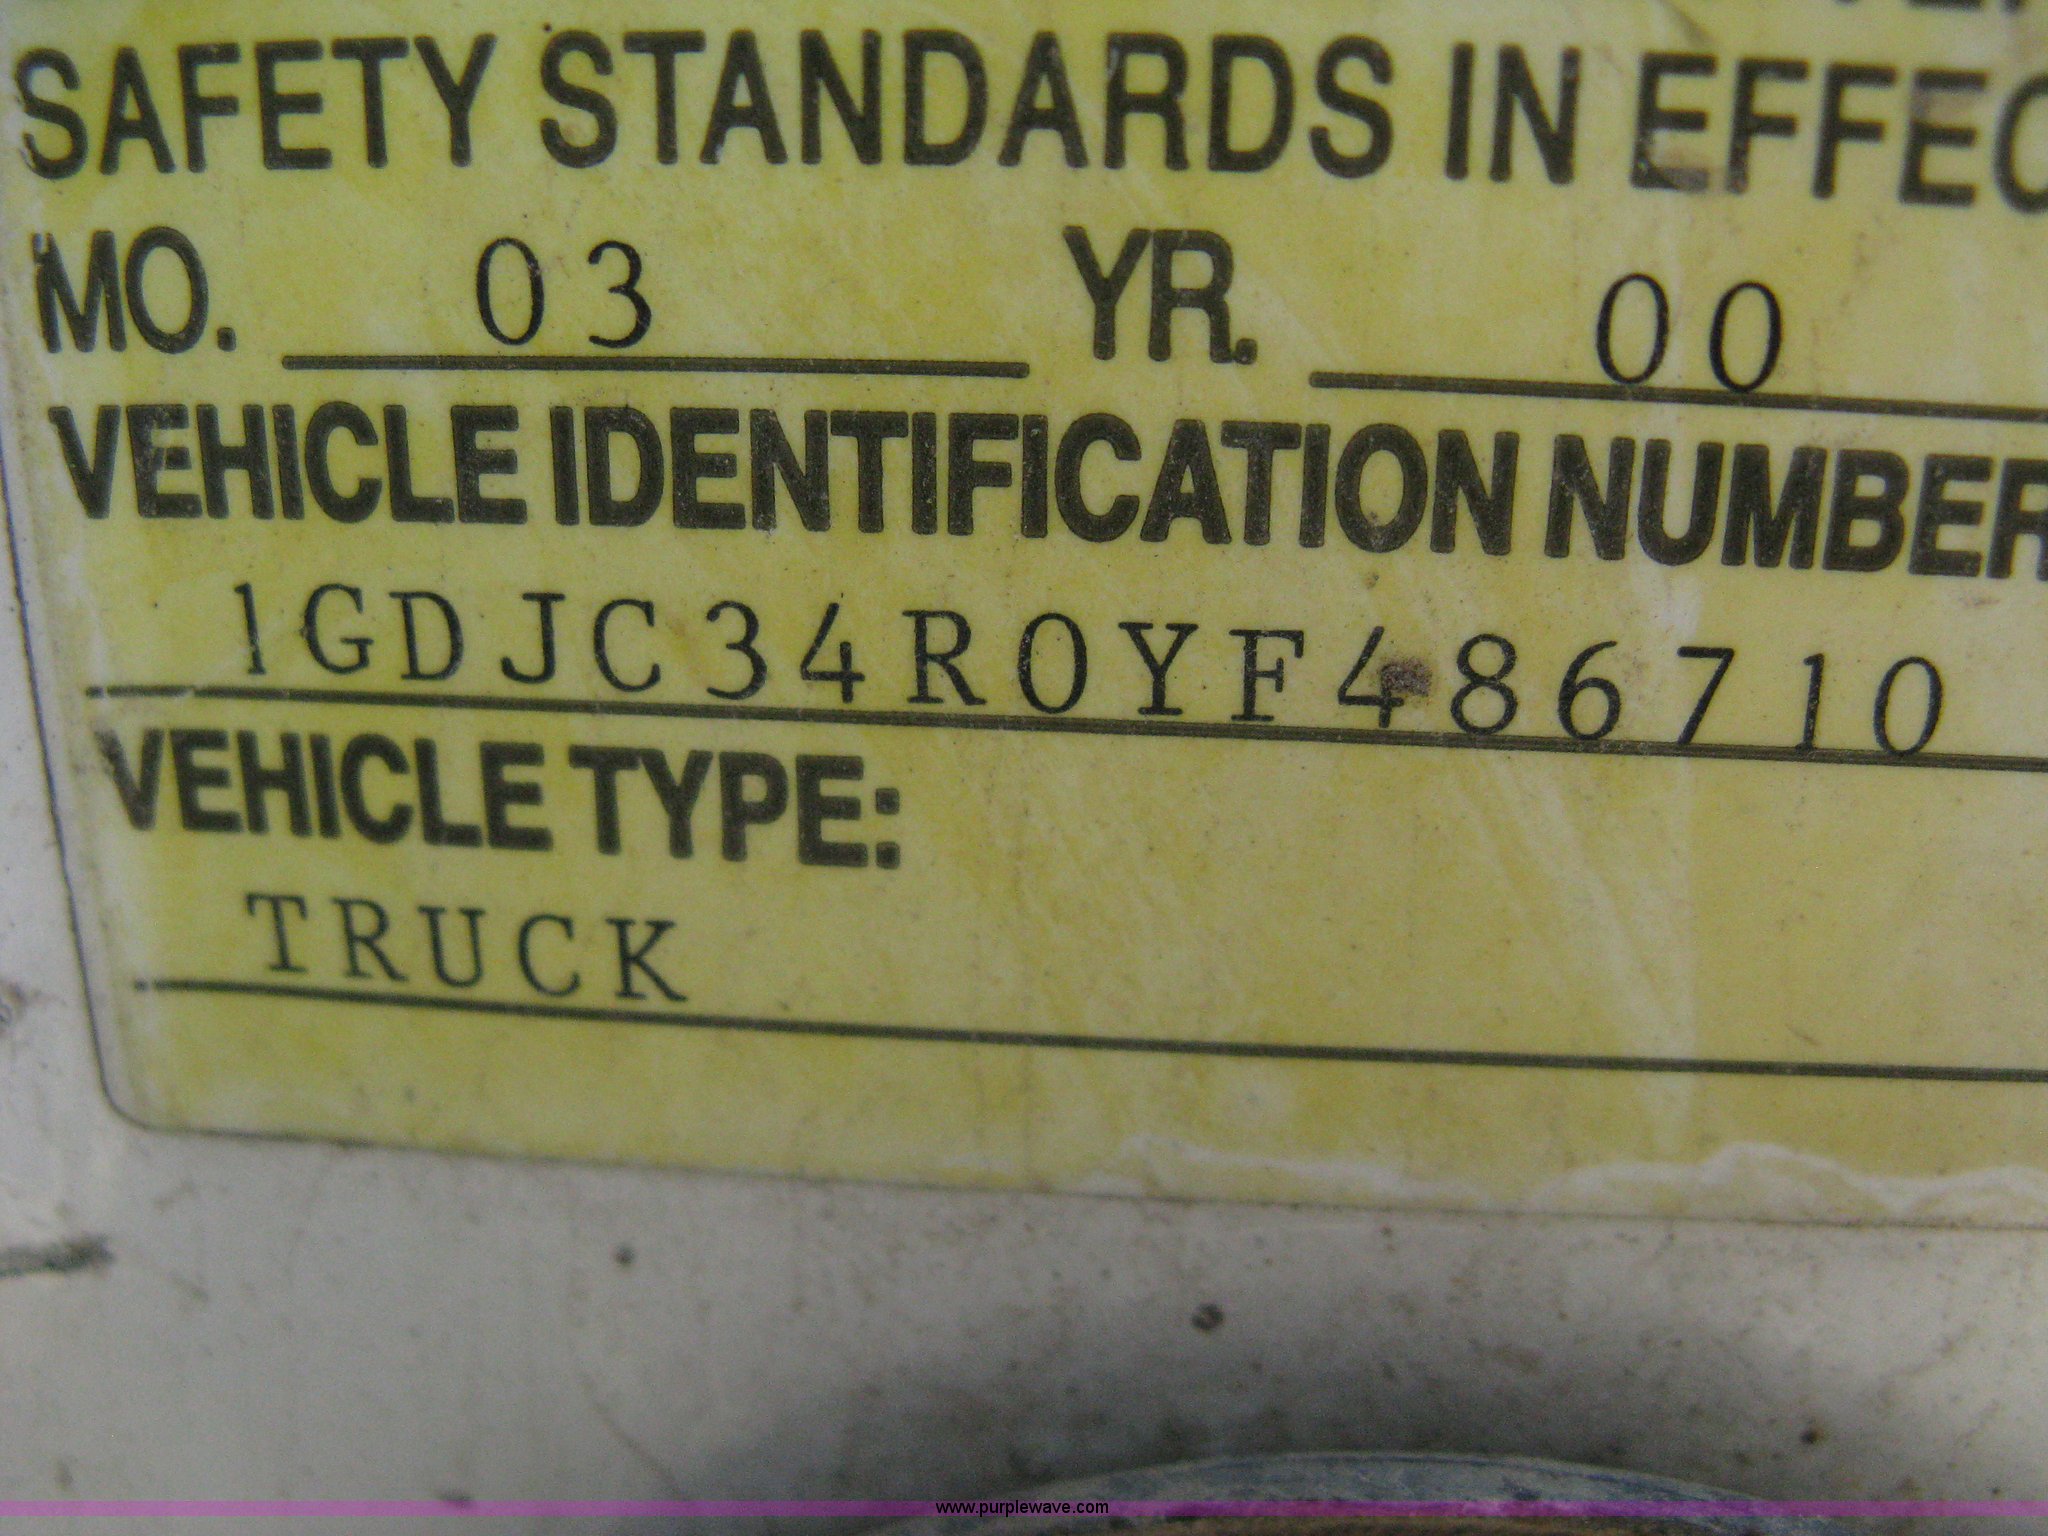 SAFETY STANDARDS IN EFFEC
MO. 03 YR. 00
VEHICLE IDENTIFICATION NUMBER
1GDJC34R0YF486710
VEHICLE TYPE:
TRUCK
www.purplewave.com